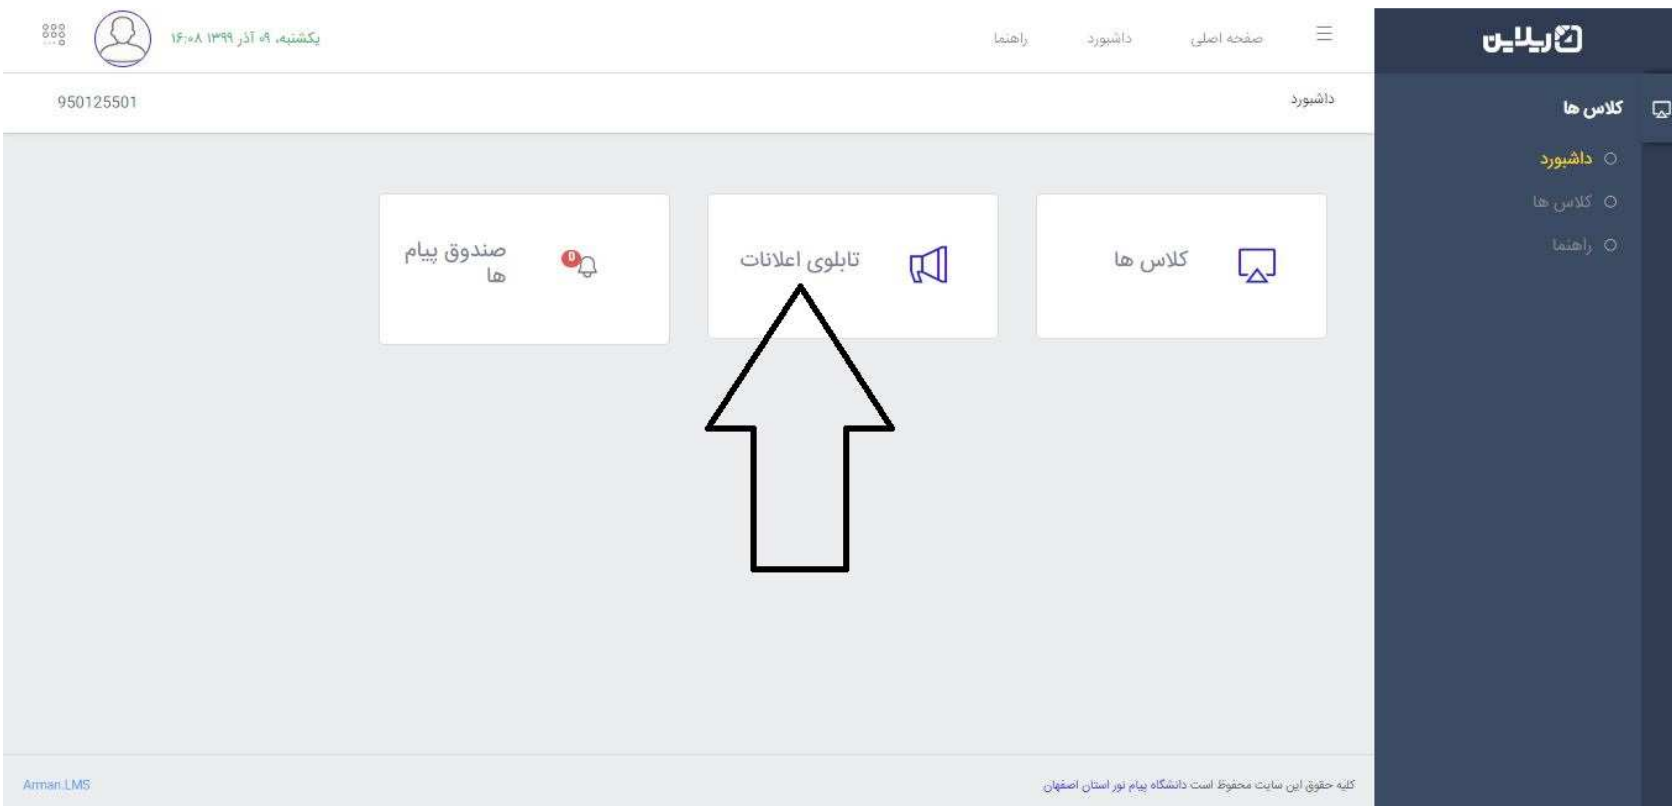 ریلاین
صفحه اصلی
داشبورد
راهنما
یکشنبه، ۰۹ آذر ۱۳۹۹ ۱۶:۰۸
کلاس ها
داشبورد
کلاس ها
راهنما
داشبورد
950125501
کلاس ها
تابلوی اعلانات
صندوق پیام
ها
0
کلیه حقوق این سایت محفوظ است دانشگاه پیام نور استان اصفهان
Arman.LMS